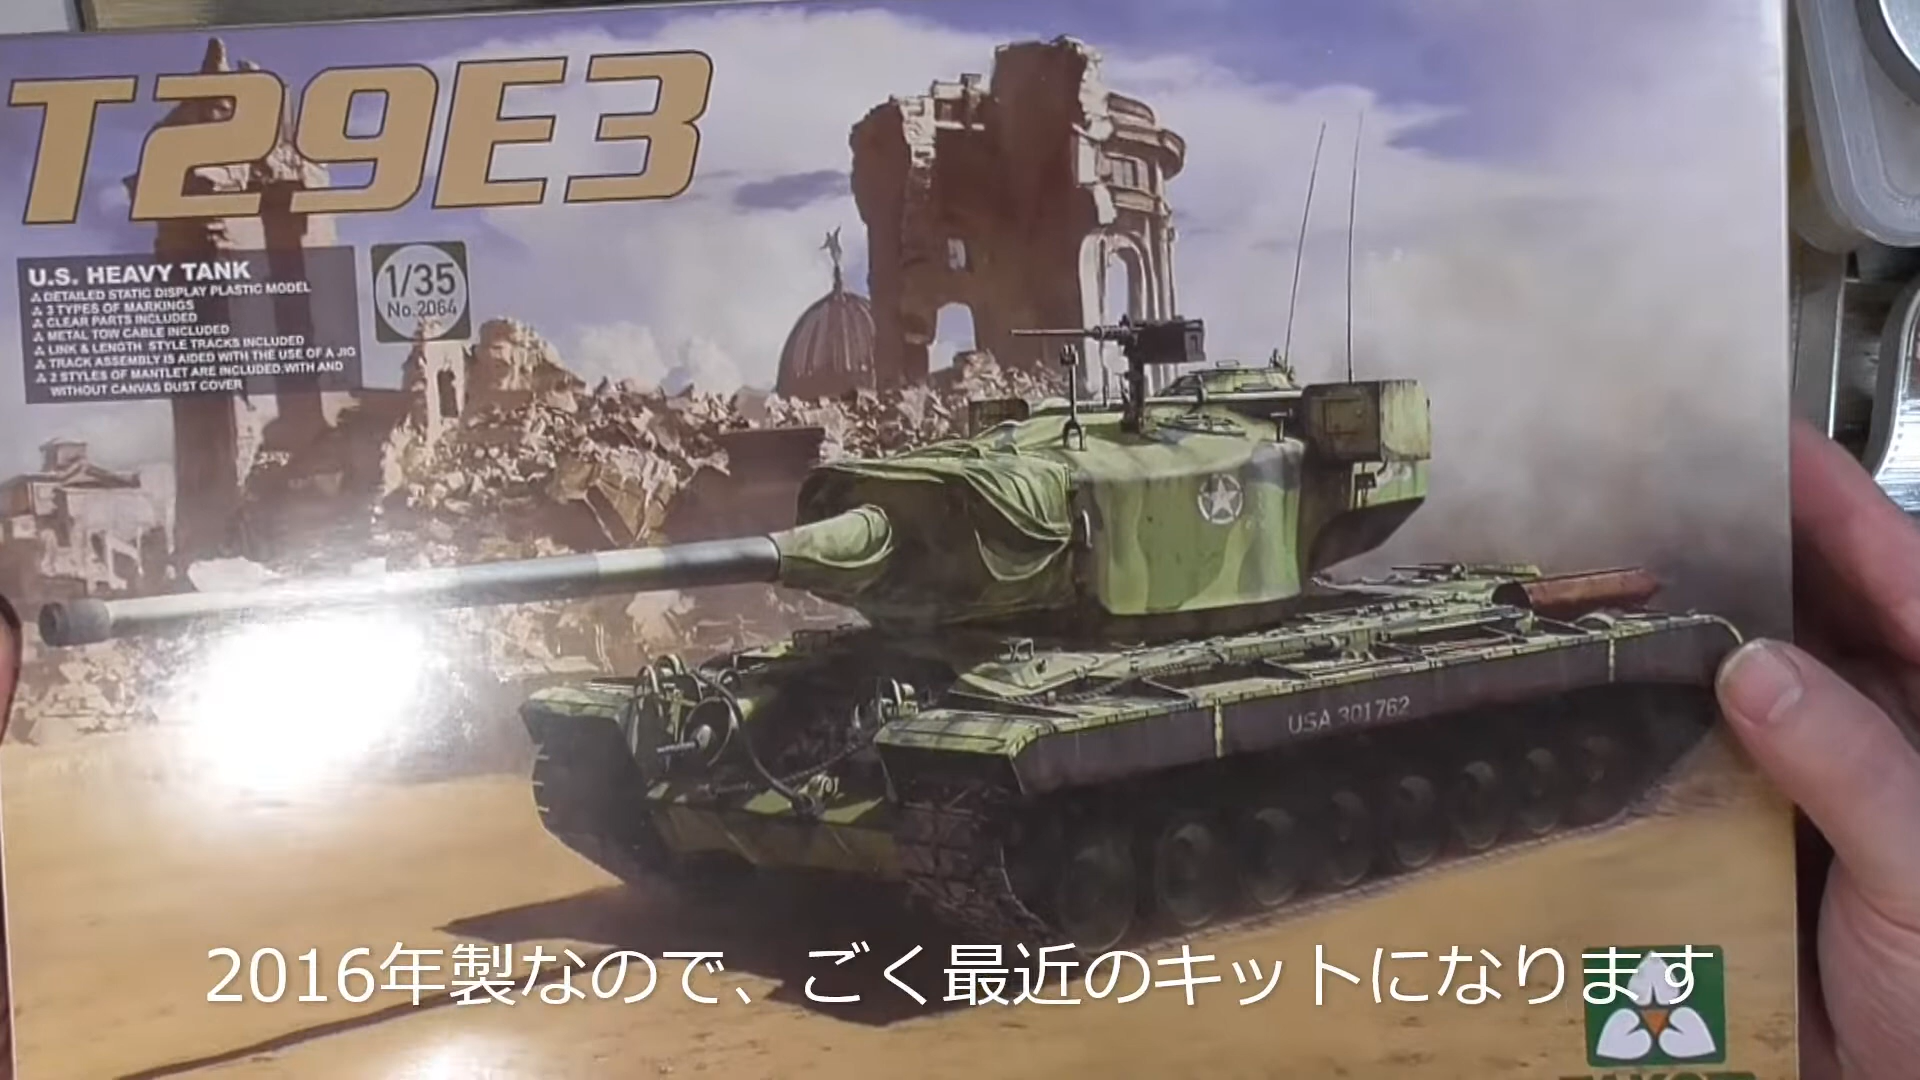 T29E3
U.S. HEAVY TANK
DETAILED STATIC DISPLAY PLASTIC MODEL
3 TYPES OF MARKINGS
CLEAR PARTS INCLUDED
METAL TOW CABLE INCLUDED
LINK & LENGTH STYLE TRACKS INCLUDED
TRACK ASSEMBLY IS AIDED WITH THE USE OF A JIG
2 STYLES OF MANTLET ARE INCLUDED.WITH AND
WITHOUT CANVAS DUST COVER
1/35
No.2064
USA 301762
2016年製なので、ごく最近のキットになります